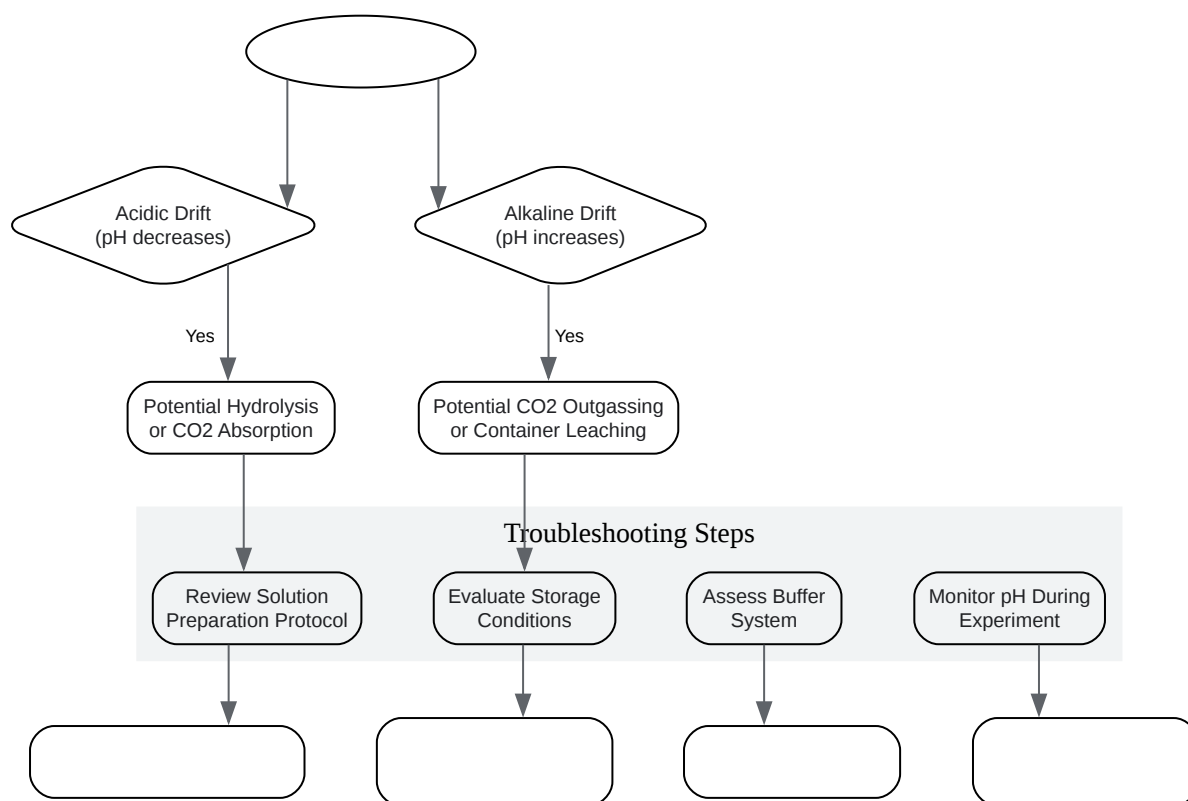 Acidic Drift
(pH decreases)
Alkaline Drift
(pH increases)
Yes
Yes
Potential Hydrolysis
or CO2 Absorption
Potential CO2 Outgassing
or Container Leaching
Troubleshooting Steps
Review Solution
Preparation Protocol
Evaluate Storage
Conditions
Assess Buffer
System
Monitor pH During
Experiment